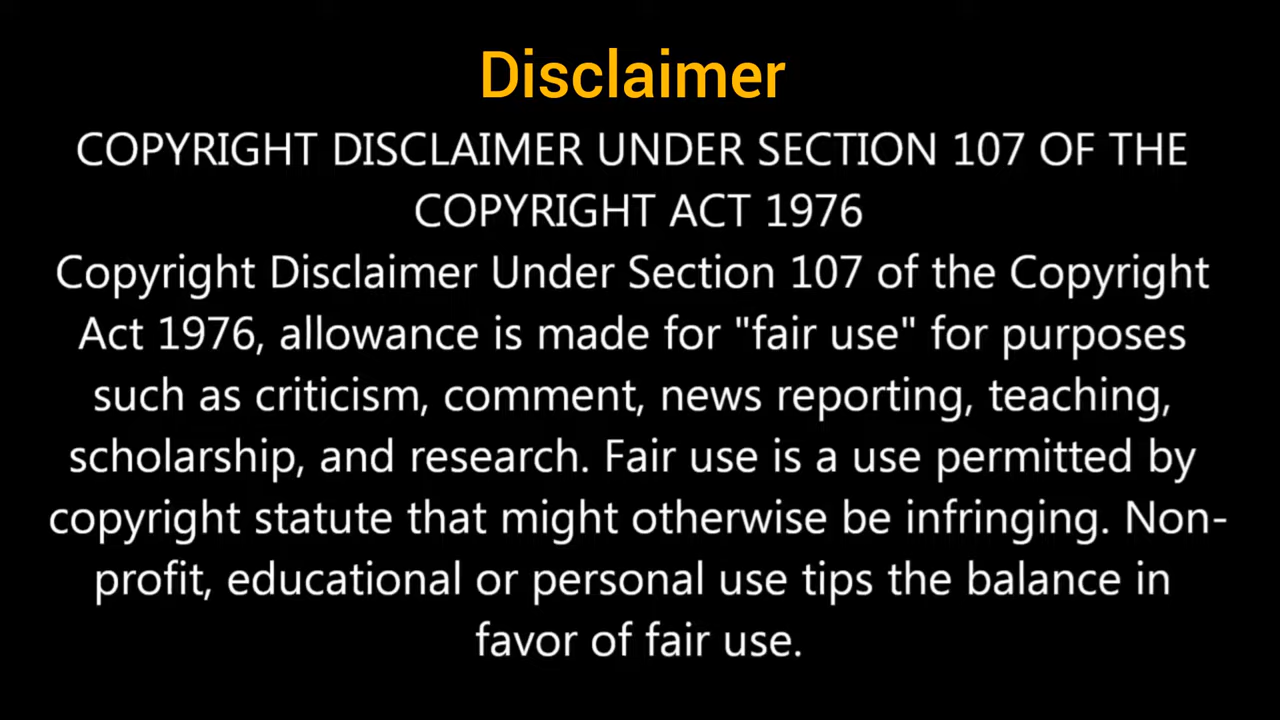 Disclaimer
COPYRIGHT DISCLAIMER UNDER SECTION 107 OF THE
COPYRIGHT ACT 1976
Copyright Disclaimer Under Section 107 of the Copyright
Act 1976, allowance is made for "fair use" for purposes
such as criticism, comment, news reporting, teaching,
scholarship, and research. Fair use is a use permitted by
copyright statute that might otherwise be infringing. Non-
profit, educational or personal use tips the balance in
favor of fair use.